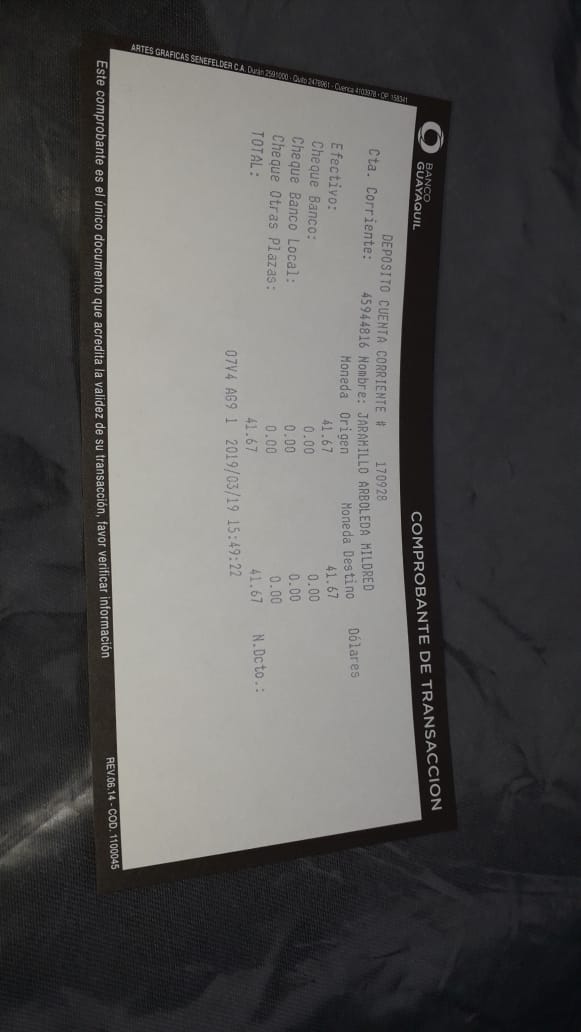 BANCO
GUAYAQUIL
COMPROBANTE DE TRANSACCION
DEPOSITO CUENTA CORRIENTE # 170928
Cta. Corriente: 45944816 Nombre: JARAMILLO ARBOLEDA MILDRED
Moneda Origen Moneda Destino Dólares
Efectivo: 41.67 41.67
Cheque Banco: 0.00 0.00
Cheque Banco Local: 0.00 0.00
Cheque Otras Plazas: 0.00 0.00
TOTAL: 41.67 41.67 N.Dcto.:
07V4 AG9 1 2019/03/19 15:49:22
Este comprobante es el único documento que acredita la validez de su transacción, favor verificar información
REV.06.14 - COD. 1100045
ARTES GRAFICAS SENEFELDER C.A.